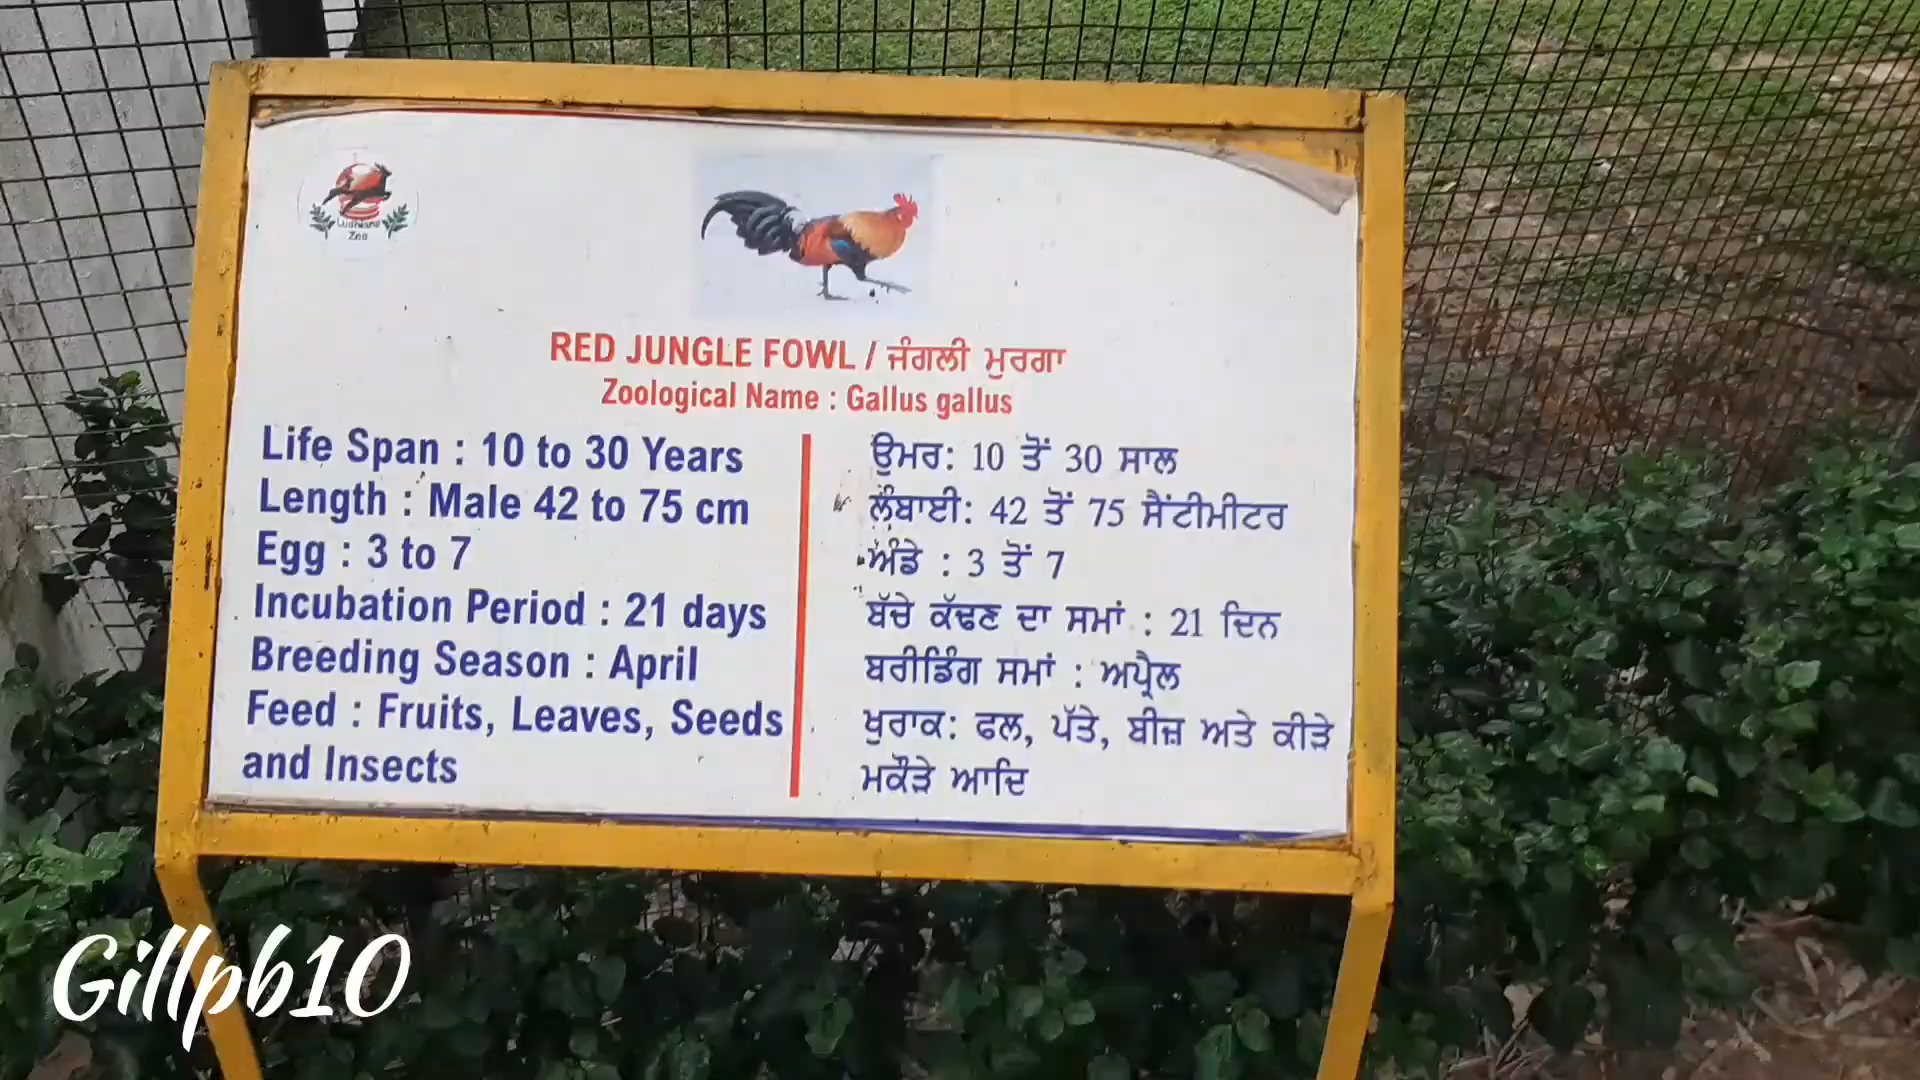 Ludhiana
Zoo
RED JUNGLE FOWL / ਜੰਗਲੀ ਮੁਰਗਾ
Zoological Name : Gallus gallus
Life Span : 10 to 30 Years
Length : Male 42 to 75 cm
Egg : 3 to 7
Incubation Period : 21 days
Breeding Season : April
Feed : Fruits, Leaves, Seeds
and Insects
ਉਮਰ: 10 ਤੋਂ 30 ਸਾਲ
ਲੰਬਾਈ: 42 ਤੋਂ 75 ਸੈਂਟੀਮੀਟਰ
ਅੰਡੇ : 3 ਤੋਂ 7
ਬੱਚੇ ਕੱਢਣ ਦਾ ਸਮਾਂ : 21 ਦਿਨ
ਬਰੀਡਿੰਗ ਸਮਾਂ : ਅਪ੍ਰੈਲ
ਖੁਰਾਕ: ਫਲ, ਪੱਤੇ, ਬੀਜ਼ ਅਤੇ ਕੀੜੇ
ਮਕੌੜੇ ਆਦਿ
Gillpb10